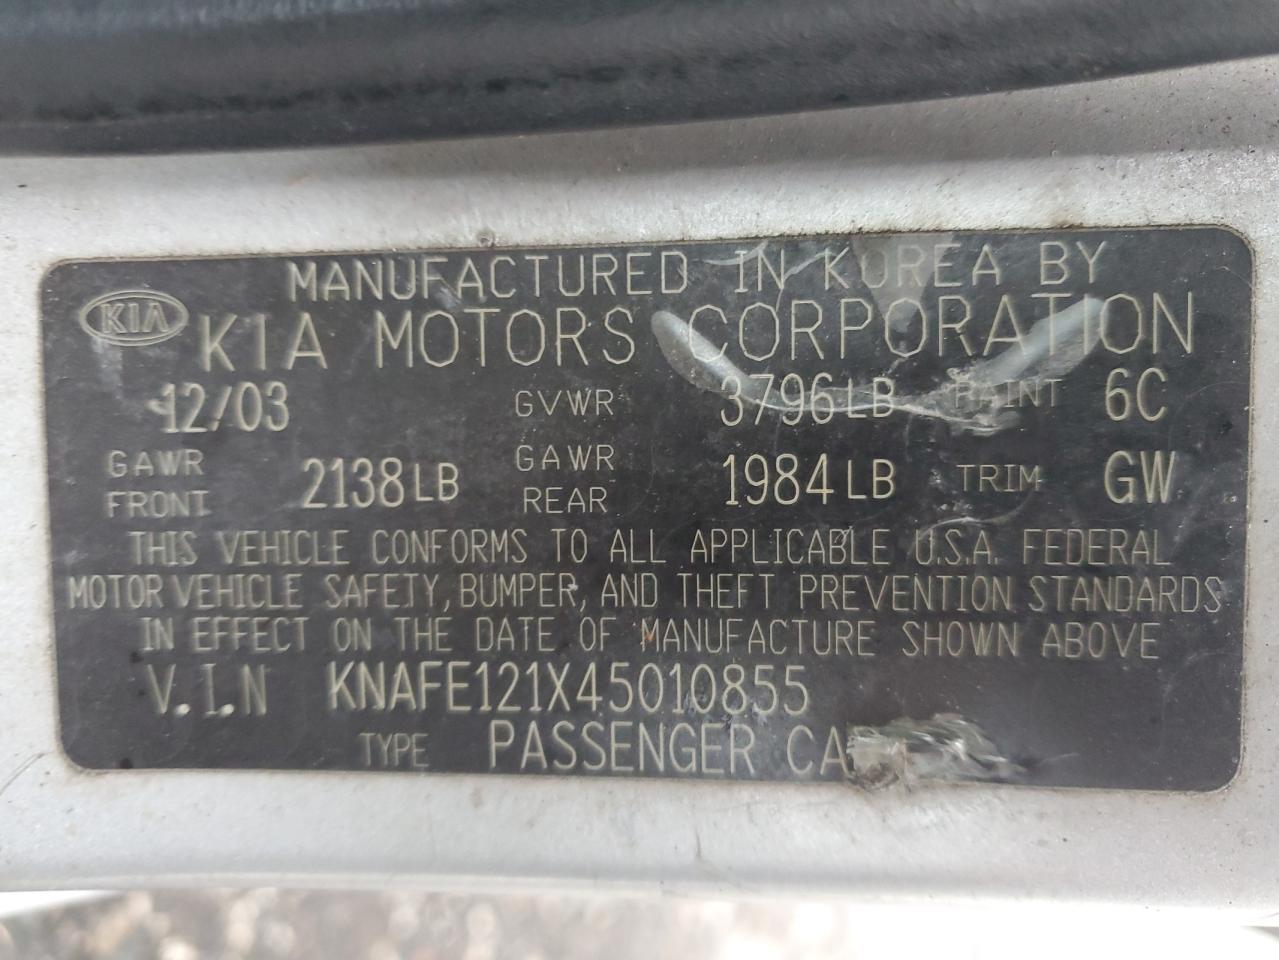 MANUFACTURED IN KOREA BY
KIA KIA MOTORS CORPORATION
12/03 GVWR 3796LB PAINT 6C
GAWR FRONT 2138LB GAWR REAR 1984LB TRIM GW
THIS VEHICLE CONFORMS TO ALL APPLICABLE U.S.A. FEDERAL
MOTOR VEHICLE SAFETY, BUMPER, AND THEFT PREVENTION STANDARDS
IN EFFECT ON THE DATE OF MANUFACTURE SHOWN ABOVE
V.I.N KNAFE121X45010855
TYPE PASSENGER